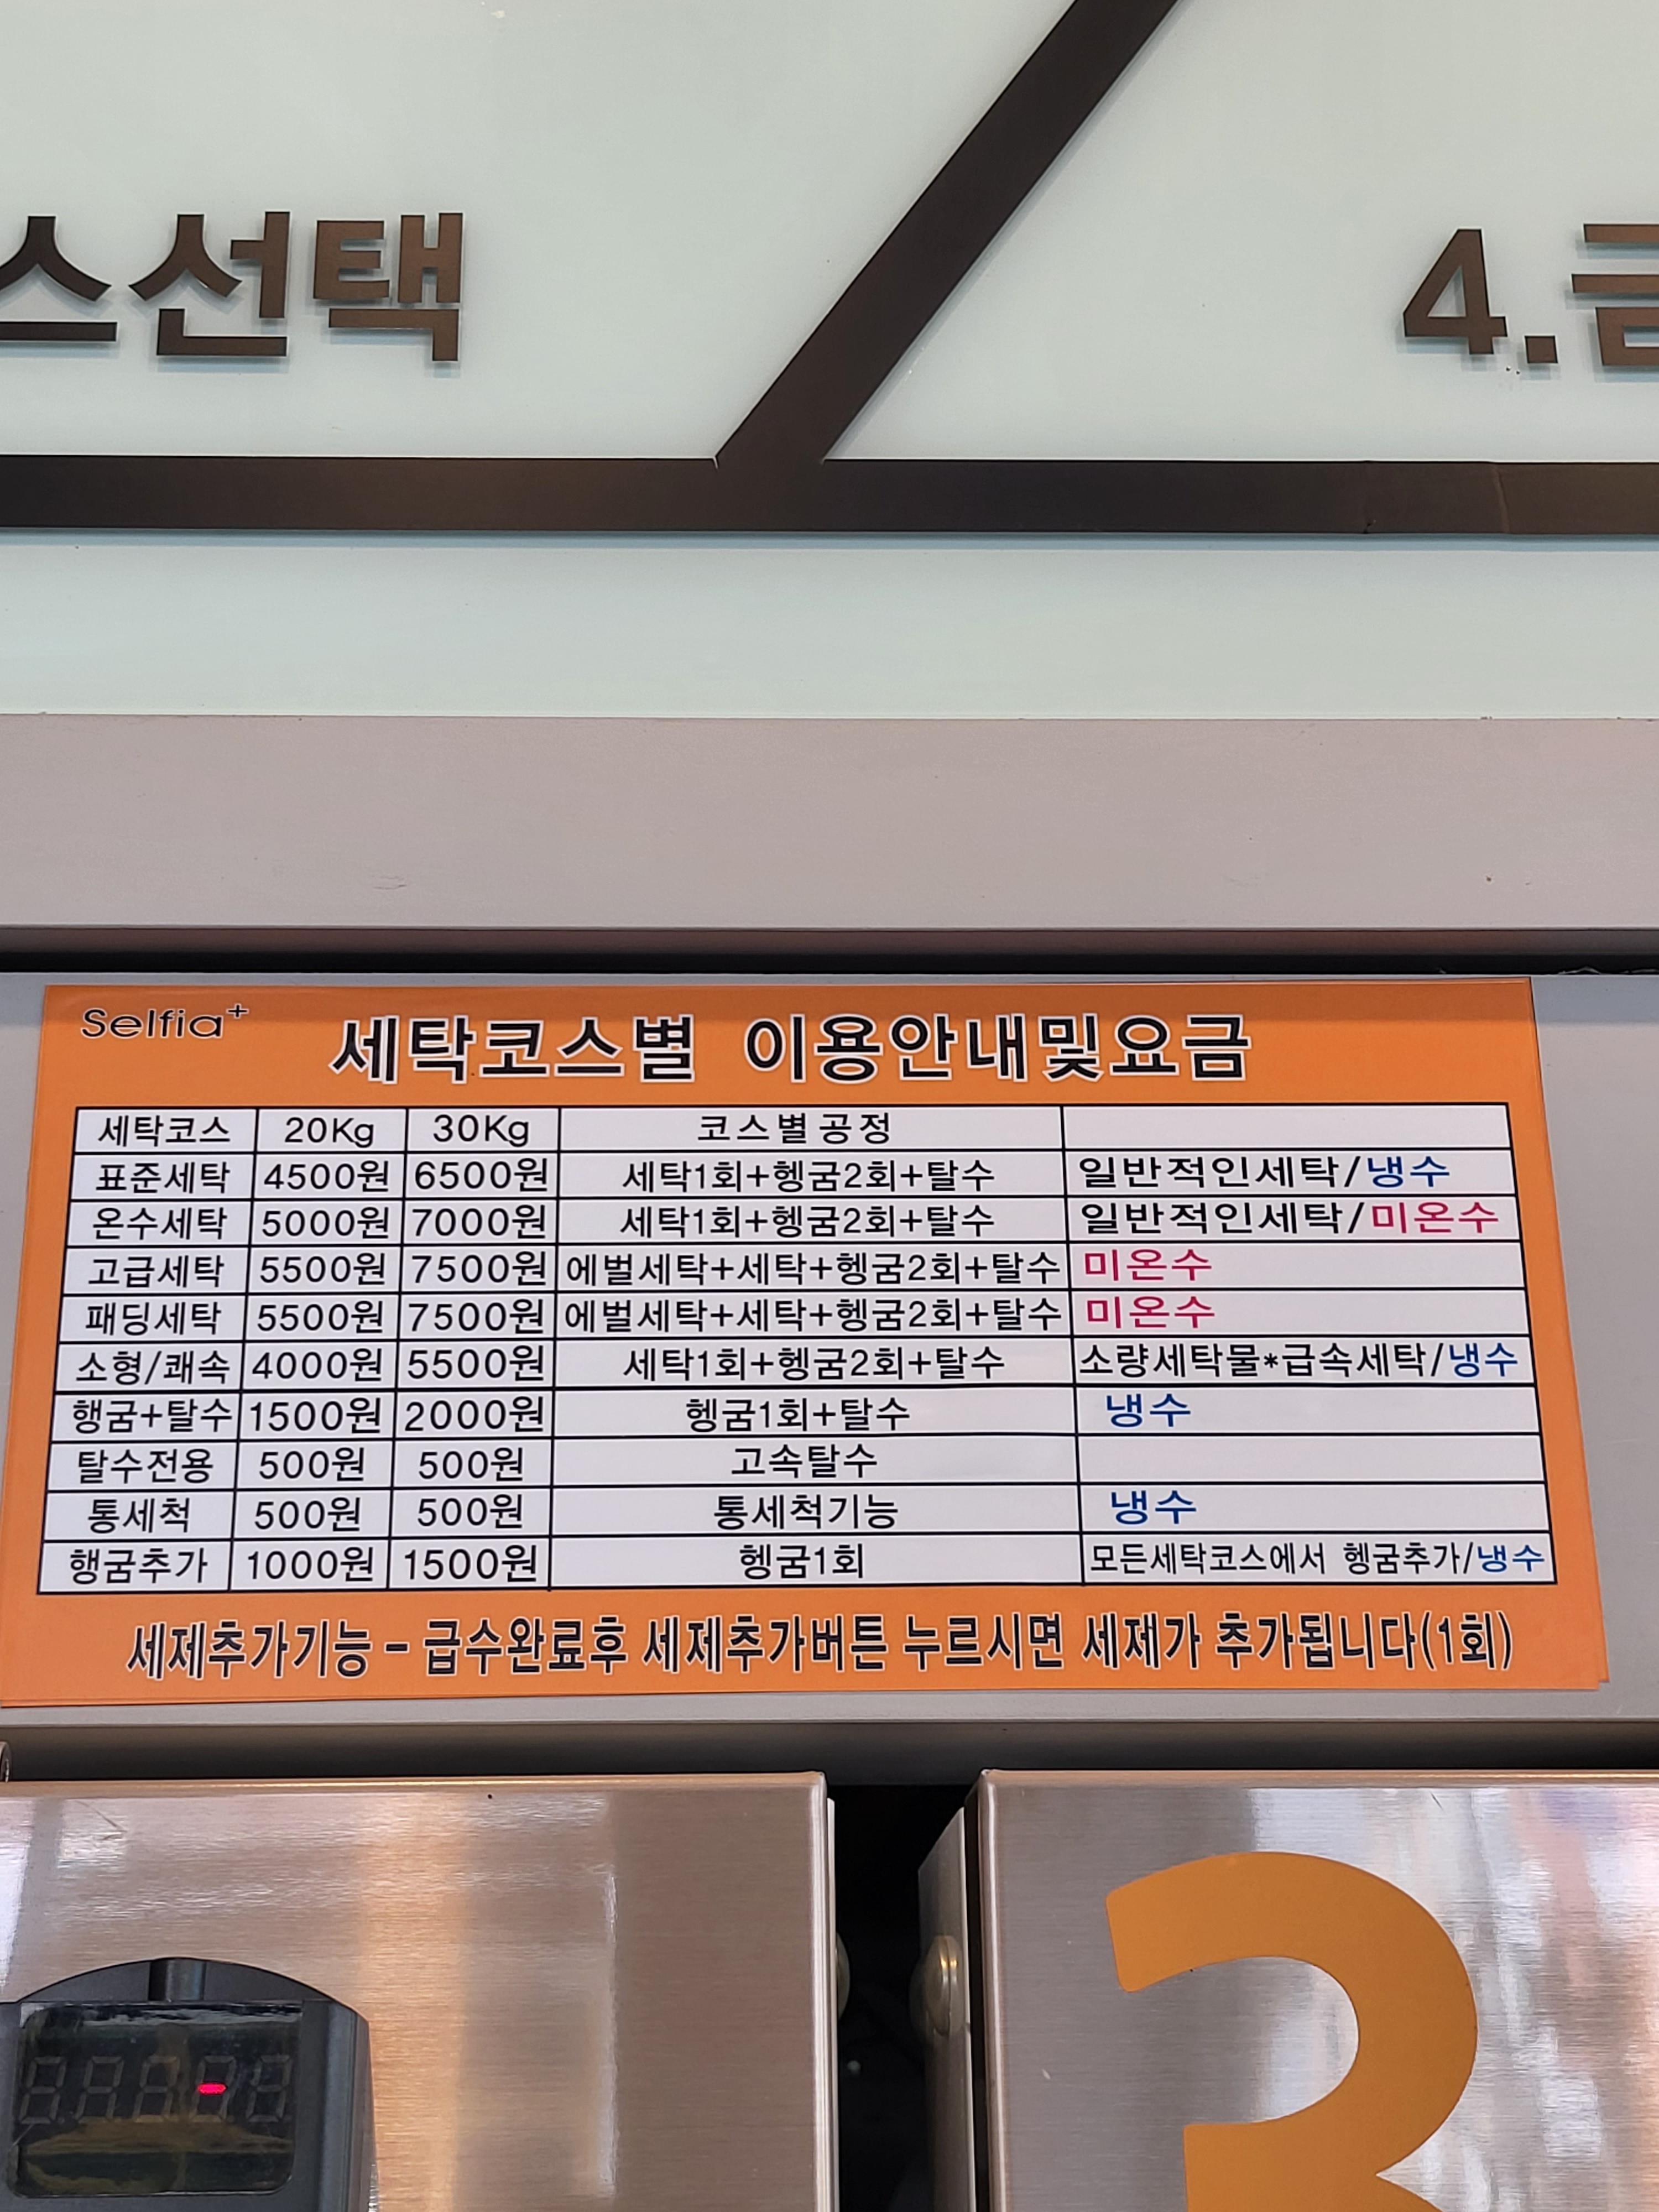 스선택
4.금
Selfia+
세탁코스별 이용안내및요금
세탁코스 20Kg 30Kg 코스별공정
표준세탁 4500원 6500원 세탁1회+헹굼2회+탈수 일반적인세탁/냉수
온수세탁 5000원 7000원 세탁1회+헹굼2회+탈수 일반적인세탁/미온수
고급세탁 5500원 7500원 에벌세탁+세탁+헹굼2회+탈수 미온수
패딩세탁 5500원 7500원 에벌세탁+세탁+헹굼2회+탈수 미온수
소형/쾌속 4000원 5500원 세탁1회+헹굼2회+탈수 소량세탁물*급속세탁/냉수
행굼+탈수 1500원 2000원 헹굼1회+탈수 냉수
탈수전용 500원 500원 고속탈수
통세척 500원 500원 통세척기능 냉수
행굼추가 1000원 1500원 헹굼1회 모든세탁코스에서 헹굼추가/냉수
세제추가기능 - 급수완료후 세제추가버튼 누르시면 세제가 추가됩니다(1회)
3